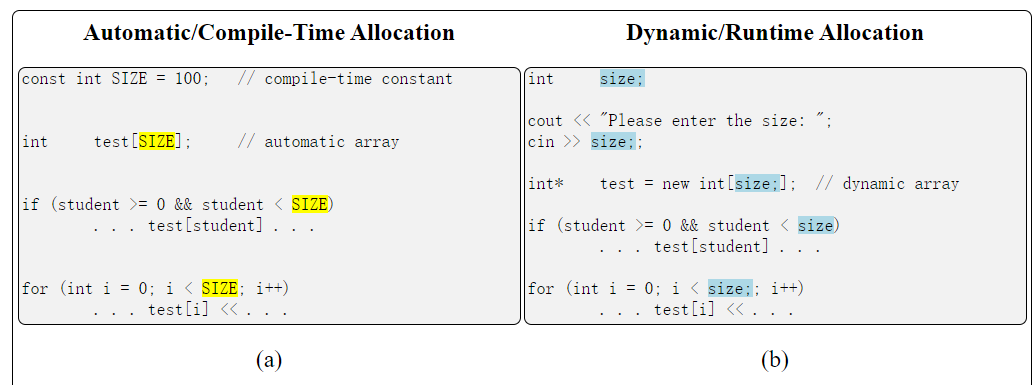 Automatic/Compile-Time Allocation
const int SIZE = 100;   // compile-time constant
int     test[SIZE];     // automatic array
if (student >= 0 && student < SIZE)
        . . . test[student] . . .
for (int i = 0; i < SIZE; i++)
        . . . test[i] << . . .
(a)
Dynamic/Runtime Allocation
int     size;
cout << "Please enter the size: ";
cin >> size;;
int*    test = new int[size;];  // dynamic array
if (student >= 0 && student < size)
        . . . test[student] . . .
for (int i = 0; i < size;; i++)
        . . . test[i] << . . .
(b)